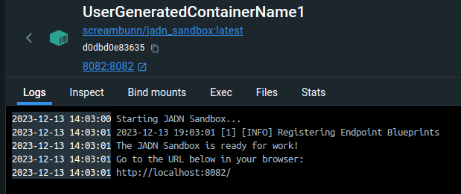 UserGeneratedContainerName1
screambunn/jadn_sandbox:latest
d0dbd0e83635
8082:8082
Logs Inspect Bind mounts Exec Files Stats
2023-12-13 14:03:00 Starting JADN Sandbox...
2023-12-13 14:03:01 2023-12-13 19:03:01 [1] [INFO] Registering Endpoint Blueprints
2023-12-13 14:03:01 The JADN Sandbox is ready for work!
2023-12-13 14:03:01 Go to the URL below in your browser:
2023-12-13 14:03:01 http://localhost:8082/